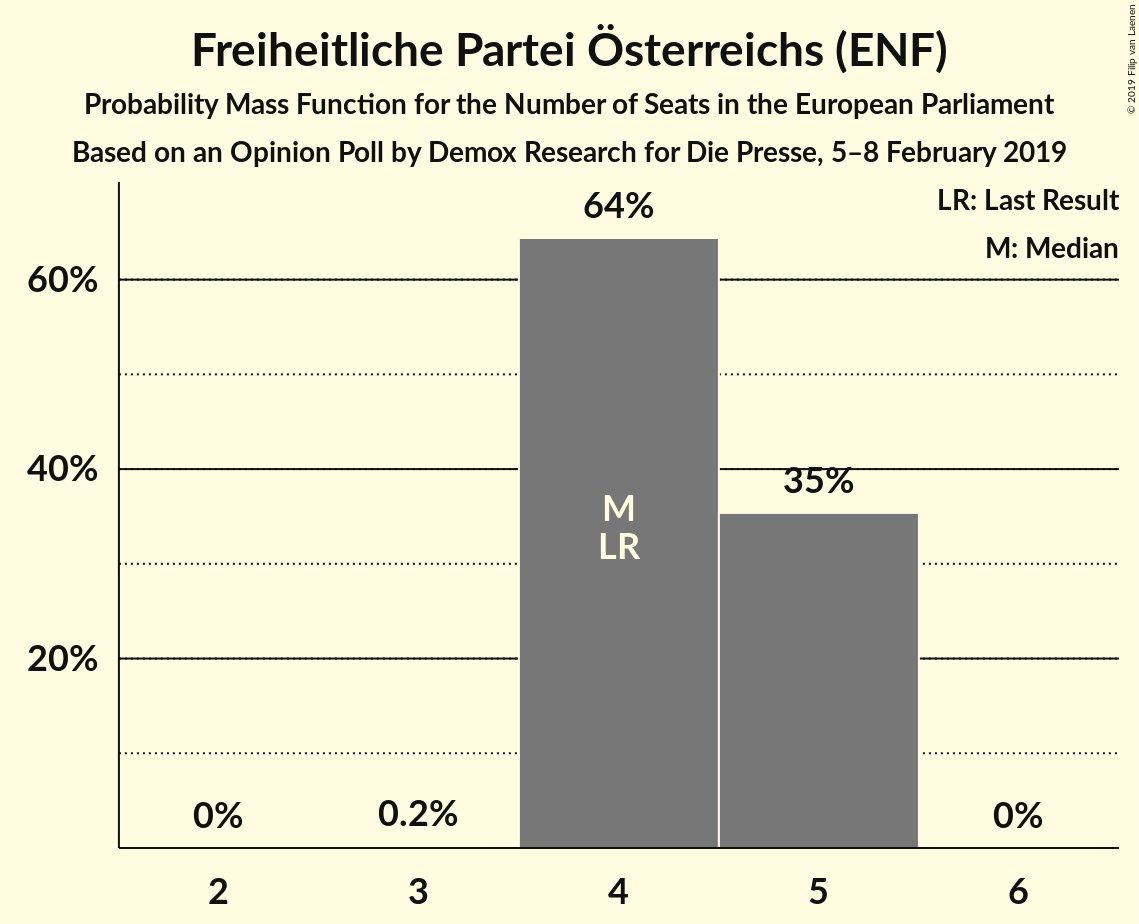 Freiheitliche Partei Österreichs (ENF)
Probability Mass Function for the Number of Seats in the European Parliament
Based on an Opinion Poll by Demox Research for Die Presse, 5–8 February 2019
© 2019 Filip van Laenen
LR: Last Result
M: Median
64%
60%
40%
35%
M
LR
20%
0%
0.2%
0%
2
3
4
5
6